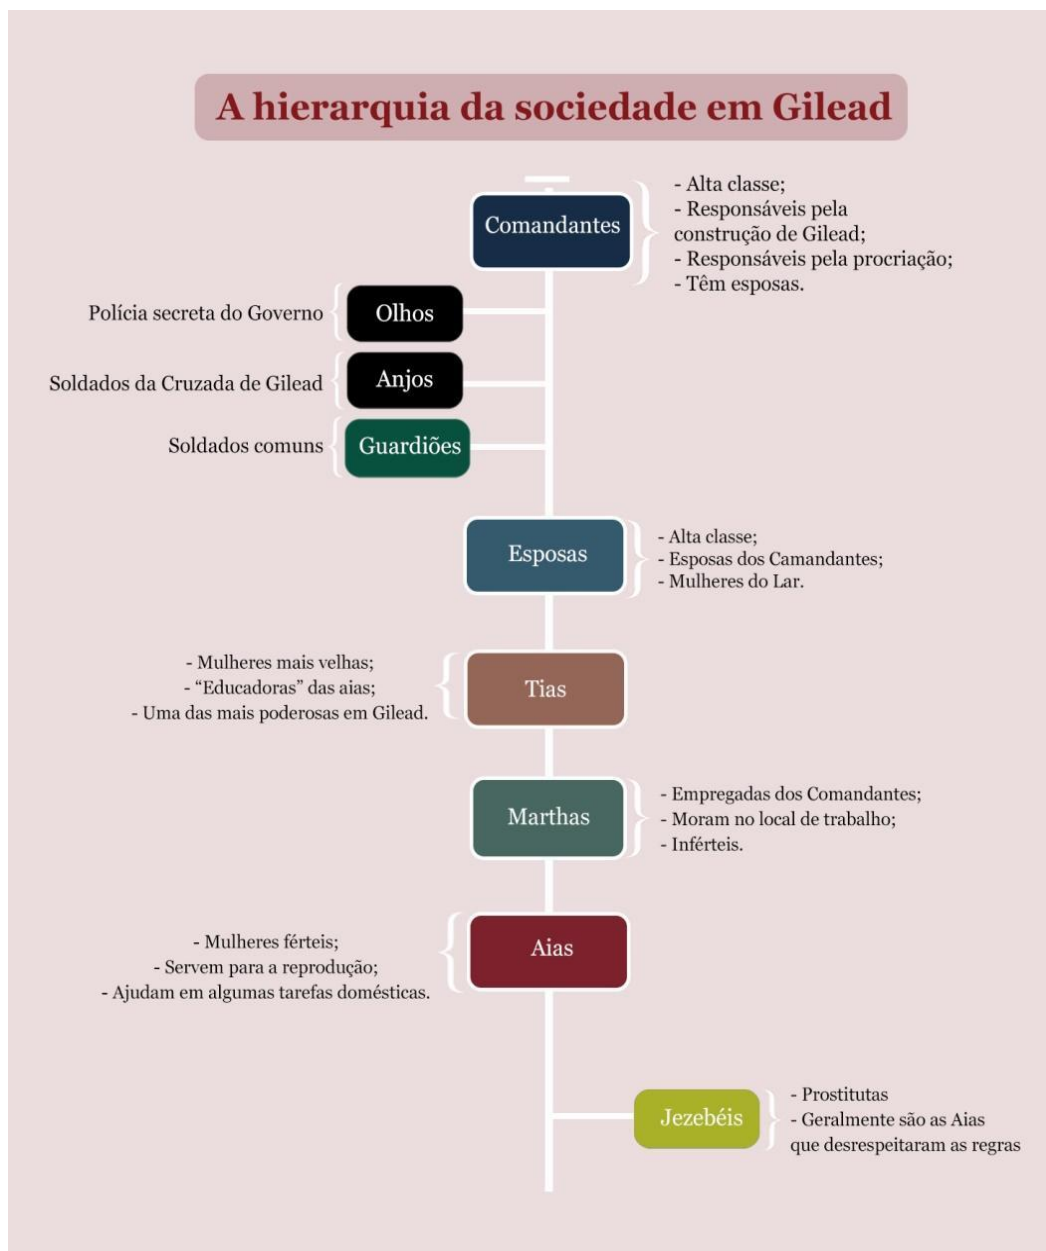 A hierarquia da sociedade em Gilead
Comandantes
- Alta classe;
- Responsáveis pela
construção de Gilead;
- Responsáveis pela procriação;
- Têm esposas.
Polícia secreta do Governo
Olhos
Soldados da Cruzada de Gilead
Anjos
Soldados comuns
Guardiões
Esposas
- Alta classe;
- Esposas dos Camandantes;
- Mulheres do Lar.
- Mulheres mais velhas;
- “Educadoras” das aias;
- Uma das mais poderosas em Gilead.
Tias
Marthas
- Empregadas dos Comandantes;
- Moram no local de trabalho;
- Inférteis.
- Mulheres férteis;
- Servem para a reprodução;
- Ajudam em algumas tarefas domésticas.
Aias
Jezebéis
- Prostitutas
- Geralmente são as Aias
que desrespeitaram as regras